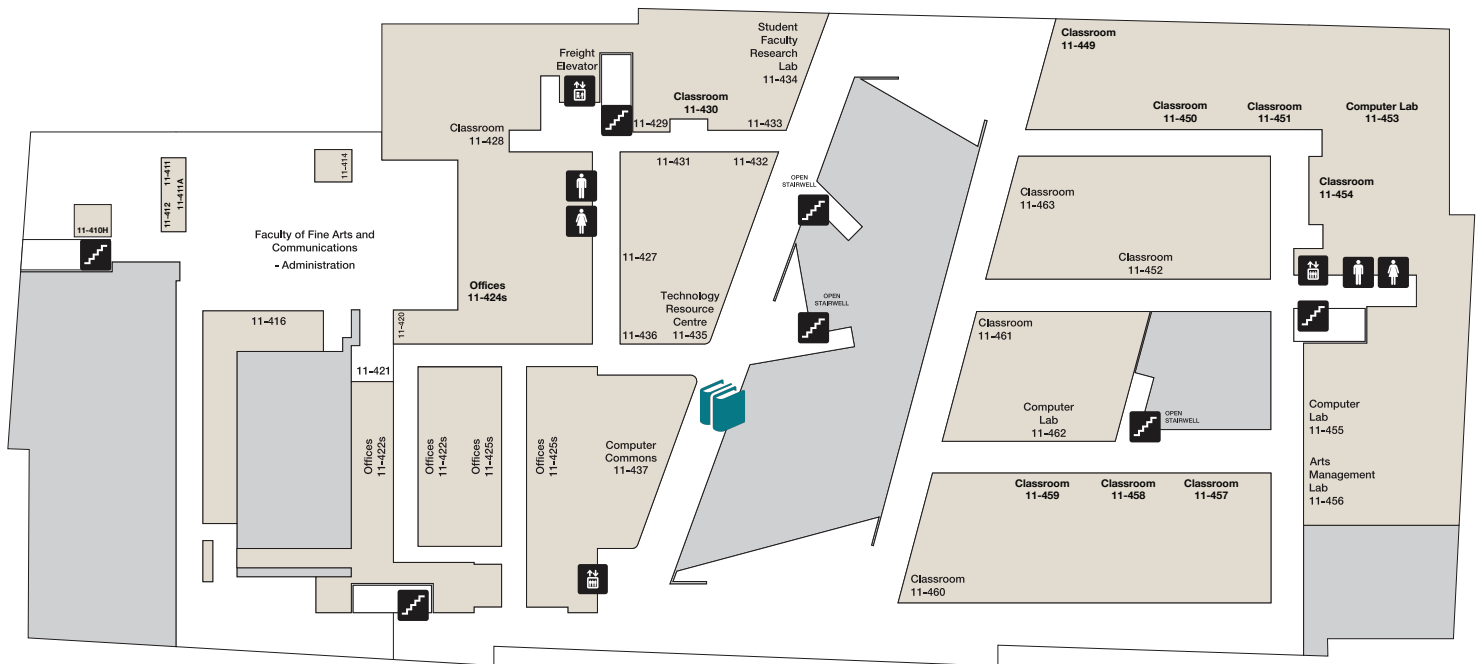 Student
Faculty
Research
Lab
11-434
Freight
Elevator
Classroom
11-430
11-429
11-433
Classroom
11-428
11-431
11-432
11-414
11-411
11-411A
11-412
11-410H
Faculty of Fine Arts and
Communications
- Administration
Offices
11-424s
11-427
Technology
Resource
Centre
11-436
11-435
11-416
11-420
11-421
Offices
11-422s
Offices
11-422s
11-425s
Offices
Offices
11-425s
Computer
Commons
11-437
OPEN
STAIRWELL
OPEN
STAIRWELL
Classroom
11-449
Classroom
11-450
Classroom
11-451
Computer Lab
11-453
Classroom
11-454
Classroom
11-463
Classroom
11-452
Classroom
11-461
Computer
Lab
11-462
OPEN
STAIRWELL
Computer
Lab
11-455
Arts
Management
Lab
11-456
Classroom
11-459
Classroom
11-458
Classroom
11-457
Classroom
11-460